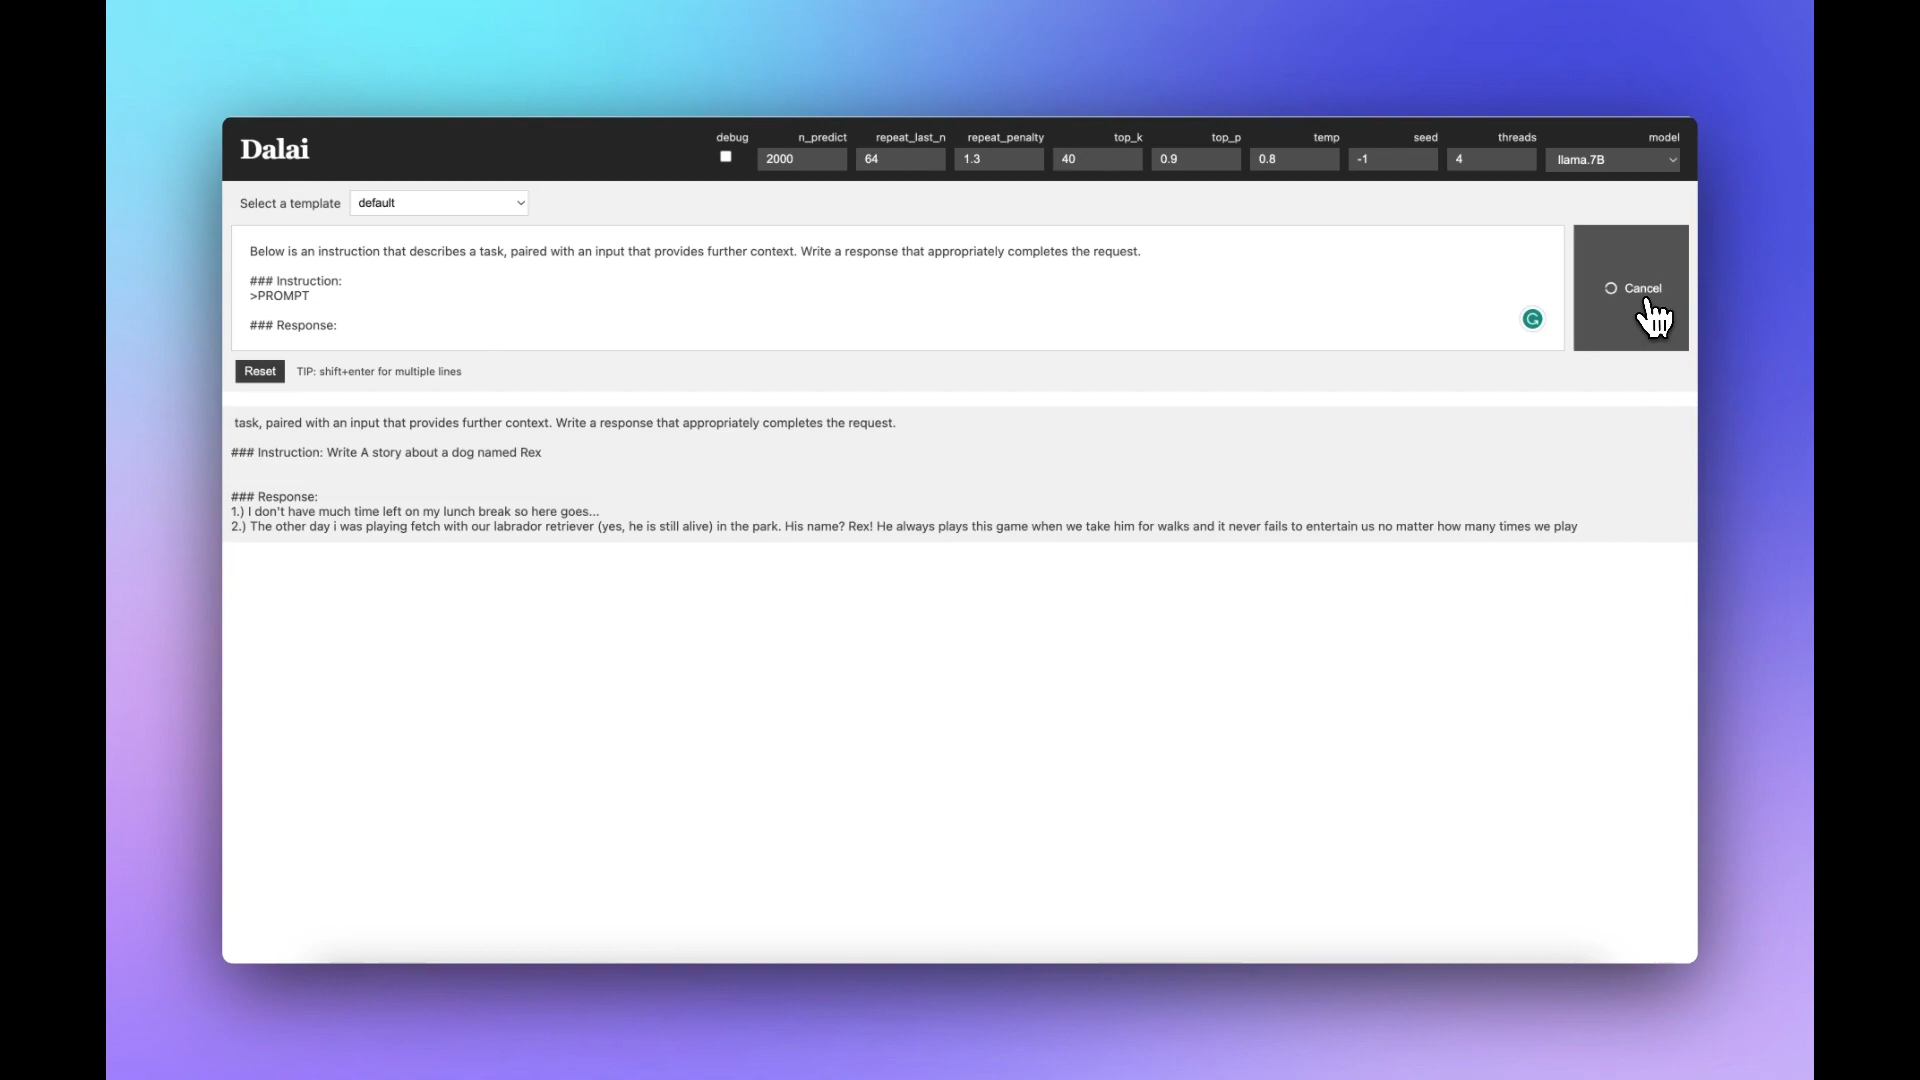 Dalai
debug n_predict repeat_last_n repeat_penalty top_k top_p temp seed threads model
2000 64 1.3 40 0.9 0.8 -1 4 llama.7B
Select a template default
Below is an instruction that describes a task, paired with an input that provides further context. Write a response that appropriately completes the request.
### Instruction:
>PROMPT
### Response:
Cancel
Reset TIP: shift+enter for multiple lines
task, paired with an input that provides further context. Write a response that appropriately completes the request.
### Instruction: Write A story about a dog named Rex
### Response:
1.) I don't have much time left on my lunch break so here goes...
2.) The other day i was playing fetch with our labrador retriever (yes, he is still alive) in the park. His name? Rex! He always plays this game when we take him for walks and it never fails to entertain us no matter how many times we play